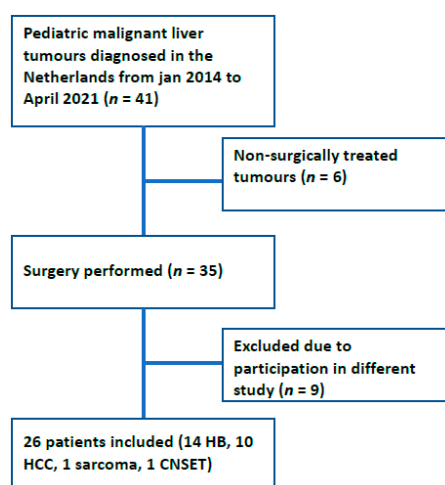 Pediatric malignant liver
tumours diagnosed in the
Netherlands from jan 2014 to
April 2021 (n = 41)
Non-surgically treated
tumours (n = 6)
Surgery performed (n = 35)
Excluded due to
participation in different
study (n = 9)
26 patients included (14 HB, 10
HCC, 1 sarcoma, 1 CNSET)